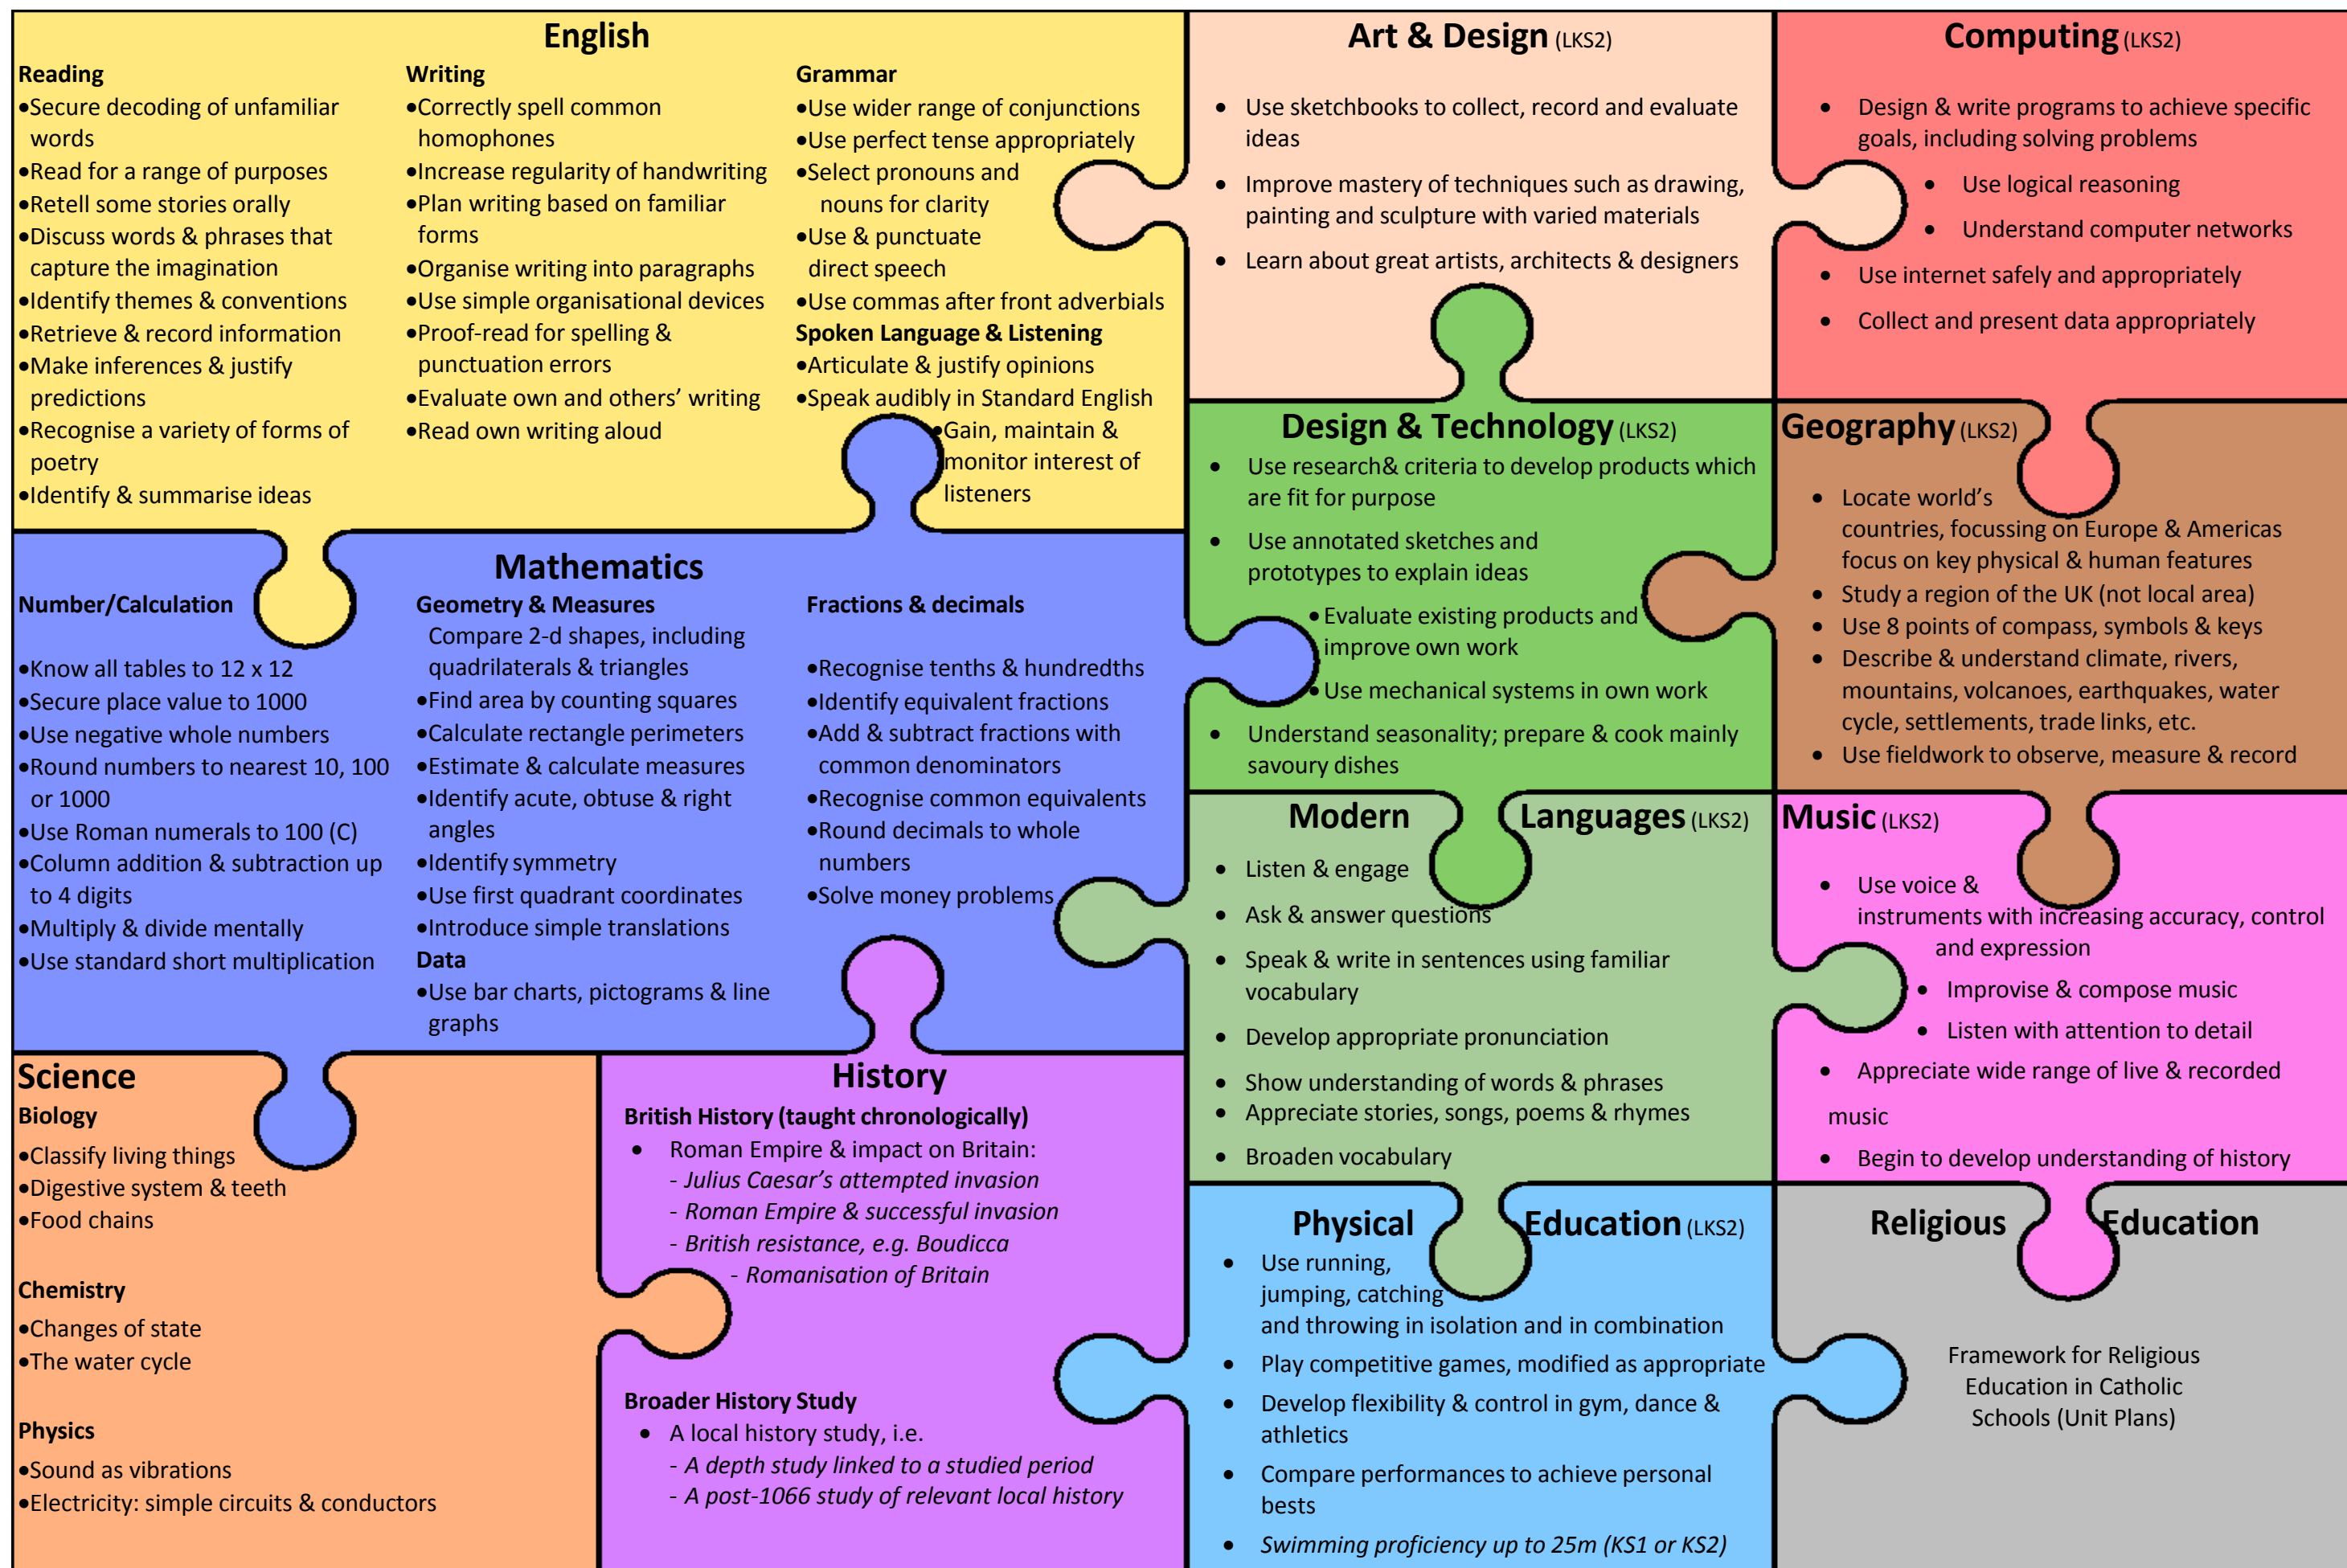 English
Reading
•Secure decoding of unfamiliar
words
•Read for a range of purposes
•Retell some stories orally
•Discuss words & phrases that
capture the imagination
•Identify themes & conventions
•Retrieve & record information
•Make inferences & justify
predictions
•Recognise a variety of forms of
poetry
•Identify & summarise ideas
Writing
•Correctly spell common
homophones
•Increase regularity of handwriting
•Plan writing based on familiar
forms
•Organise writing into paragraphs
•Use simple organisational devices
•Proof-read for spelling &
punctuation errors
•Evaluate own and others’ writing
•Read own writing aloud
Grammar
•Use wider range of conjunctions
•Use perfect tense appropriately
•Select pronouns and
nouns for clarity
•Use & punctuate
direct speech
•Use commas after front adverbials
Spoken Language & Listening
•Articulate & justify opinions
•Speak audibly in Standard English
•Gain, maintain &
monitor interest of
listeners
Art & Design (LKS2)
• Use sketchbooks to collect, record and evaluate
ideas
• Improve mastery of techniques such as drawing,
painting and sculpture with varied materials
• Learn about great artists, architects & designers
Computing (LKS2)
• Design & write programs to achieve specific
goals, including solving problems
• Use logical reasoning
• Understand computer networks
• Use internet safely and appropriately
• Collect and present data appropriately
Design & Technology (LKS2)
• Use research& criteria to develop products which
are fit for purpose
• Use annotated sketches and
prototypes to explain ideas
• Evaluate existing products and
improve own work
• Use mechanical systems in own work
• Understand seasonality; prepare & cook mainly
savoury dishes
Geography (LKS2)
• Locate world’s
countries, focussing on Europe & Americas
focus on key physical & human features
• Study a region of the UK (not local area)
• Use 8 points of compass, symbols & keys
• Describe & understand climate, rivers,
mountains, volcanoes, earthquakes, water
cycle, settlements, trade links, etc.
• Use fieldwork to observe, measure & record
Mathematics
Number/Calculation
•Know all tables to 12 x 12
•Secure place value to 1000
•Use negative whole numbers
•Round numbers to nearest 10, 100
or 1000
•Use Roman numerals to 100 (C)
•Column addition & subtraction up
to 4 digits
•Multiply & divide mentally
•Use standard short multiplication
Geometry & Measures
Compare 2-d shapes, including
quadrilaterals & triangles
•Find area by counting squares
•Calculate rectangle perimeters
•Estimate & calculate measures
•Identify acute, obtuse & right
angles
•Identify symmetry
•Use first quadrant coordinates
•Introduce simple translations
Data
•Use bar charts, pictograms & line
graphs
Fractions & decimals
•Recognise tenths & hundredths
•Identify equivalent fractions
•Add & subtract fractions with
common denominators
•Recognise common equivalents
•Round decimals to whole
numbers
•Solve money problems
Modern Languages (LKS2)
• Listen & engage
• Ask & answer questions
• Speak & write in sentences using familiar
vocabulary
• Develop appropriate pronunciation
• Show understanding of words & phrases
• Appreciate stories, songs, poems & rhymes
• Broaden vocabulary
Music (LKS2)
• Use voice &
instruments with increasing accuracy, control
and expression
• Improvise & compose music
• Listen with attention to detail
• Appreciate wide range of live & recorded
music
• Begin to develop understanding of history
Science
Biology
•Classify living things
•Digestive system & teeth
•Food chains
Chemistry
•Changes of state
•The water cycle
Physics
•Sound as vibrations
•Electricity: simple circuits & conductors
History
British History (taught chronologically)
• Roman Empire & impact on Britain:
- Julius Caesar’s attempted invasion
- Roman Empire & successful invasion
- British resistance, e.g. Boudicca
- Romanisation of Britain
Broader History Study
• A local history study, i.e.
- A depth study linked to a studied period
- A post-1066 study of relevant local history
Physical Education (LKS2)
• Use running,
jumping, catching
and throwing in isolation and in combination
• Play competitive games, modified as appropriate
• Develop flexibility & control in gym, dance &
athletics
• Compare performances to achieve personal
bests
• Swimming proficiency up to 25m (KS1 or KS2)
Religious Education
Framework for Religious
Education in Catholic
Schools (Unit Plans)